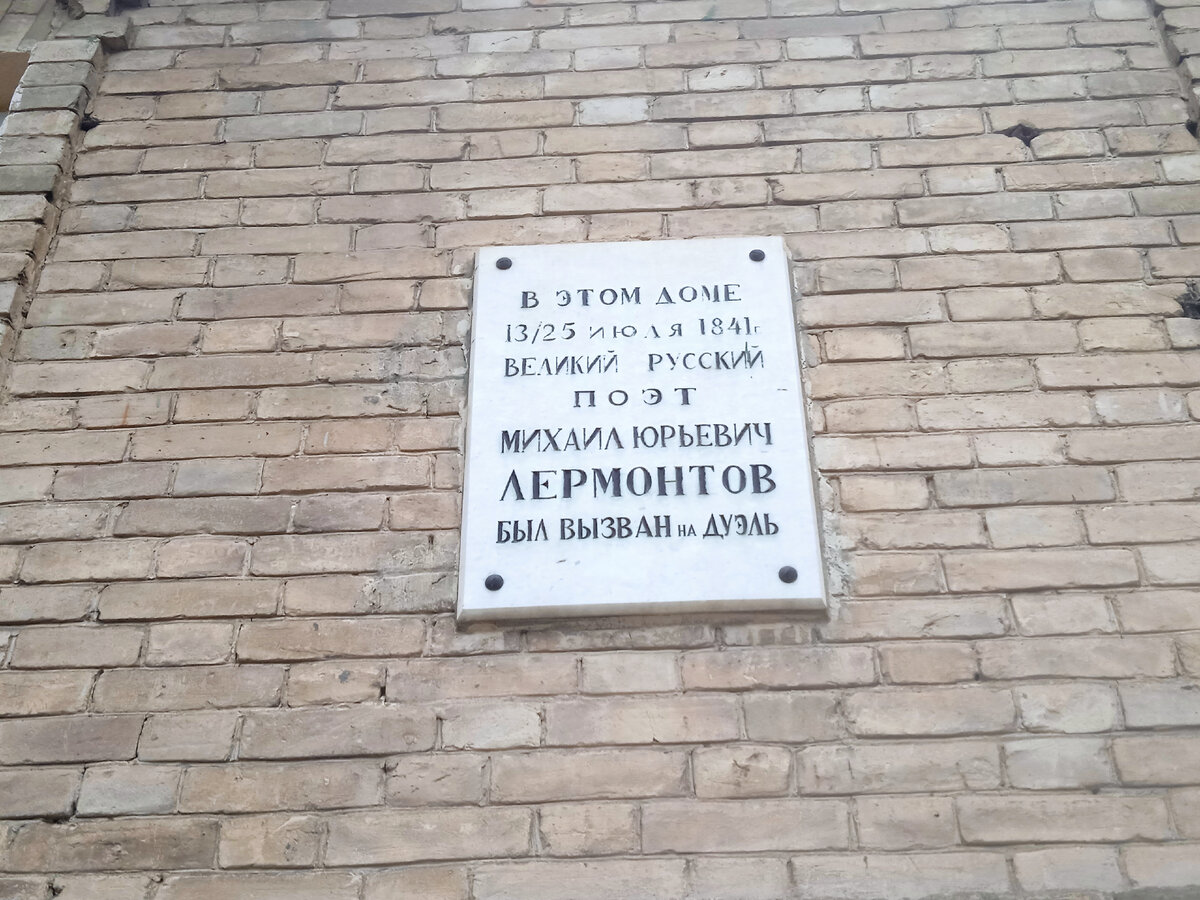 В ЭТОМ ДОМЕ
13/25 ИЮЛЯ 1841г.
ВЕЛИКИЙ РУССКИЙ
ПОЭТ
МИХАИЛ ЮРЬЕВИЧ
ЛЕРМОНТОВ
БЫЛ ВЫЗВАН НА ДУЭЛЬ